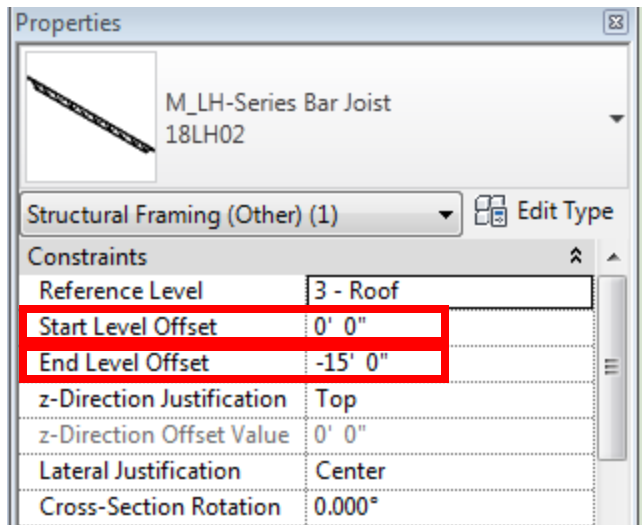 Properties
M_LH-Series Bar Joist
18LH02
Structural Framing (Other) (1) Edit Type
Constraints
Reference Level 3 - Roof
Start Level Offset 0' 0"
End Level Offset -15' 0"
z-Direction Justification Top
z-Direction Offset Value 0' 0"
Lateral Justification Center
Cross-Section Rotation 0.000°